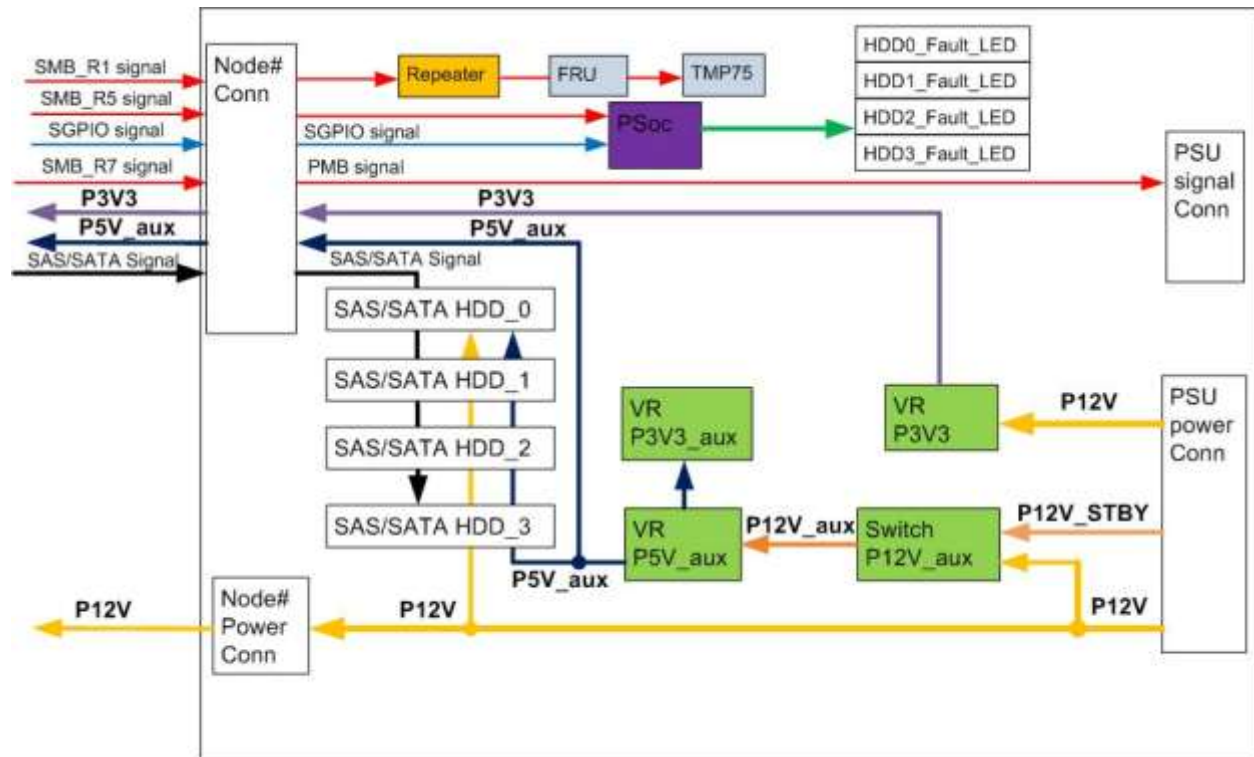 SMB_R1 signal
SMB_R5 signal
SGPIO signal
SMB_R7 signal
P3V3
P5V_aux
SAS/SATA Signal
Node#
Conn
Repeater
FRU
TMP75
PSoc
SGPIO signal
PMB signal
HDD0_Fault_LED
HDD1_Fault_LED
HDD2_Fault_LED
HDD3_Fault_LED
PSU
signal
Conn
P3V3
P5V_aux
SAS/SATA Signal
SAS/SATA HDD_0
SAS/SATA HDD_1
SAS/SATA HDD_2
SAS/SATA HDD_3
VR
P3V3_aux
VR
P3V3
P12V
PSU
power
Conn
VR
P5V_aux
P12V_aux
Switch
P12V_aux
P12V_STBY
P5V_aux
P12V
Node#
Power
Conn
P12V
P12V